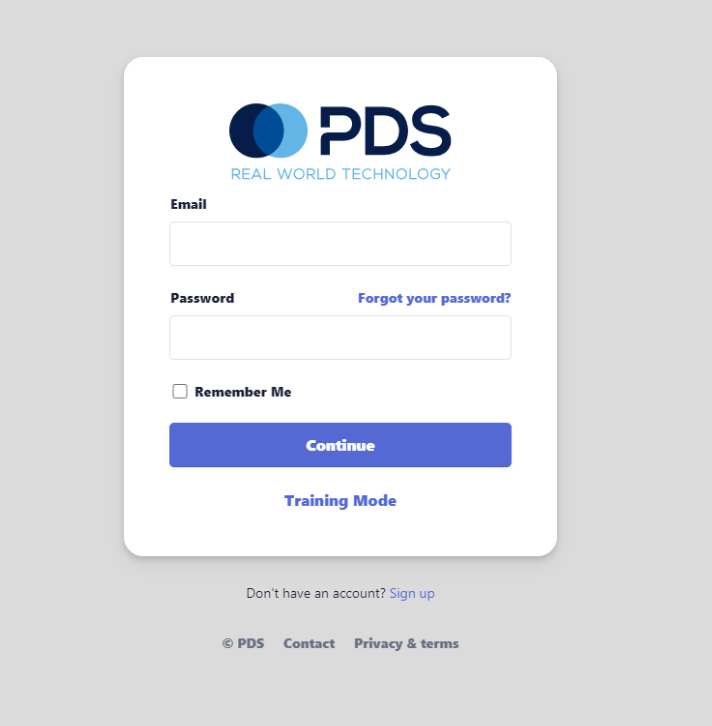 PDS
REAL WORLD TECHNOLOGY
Email
Password Forgot your password?
Remember Me
Continue
Training Mode
Don't have an account? Sign up
© PDS Contact Privacy & terms